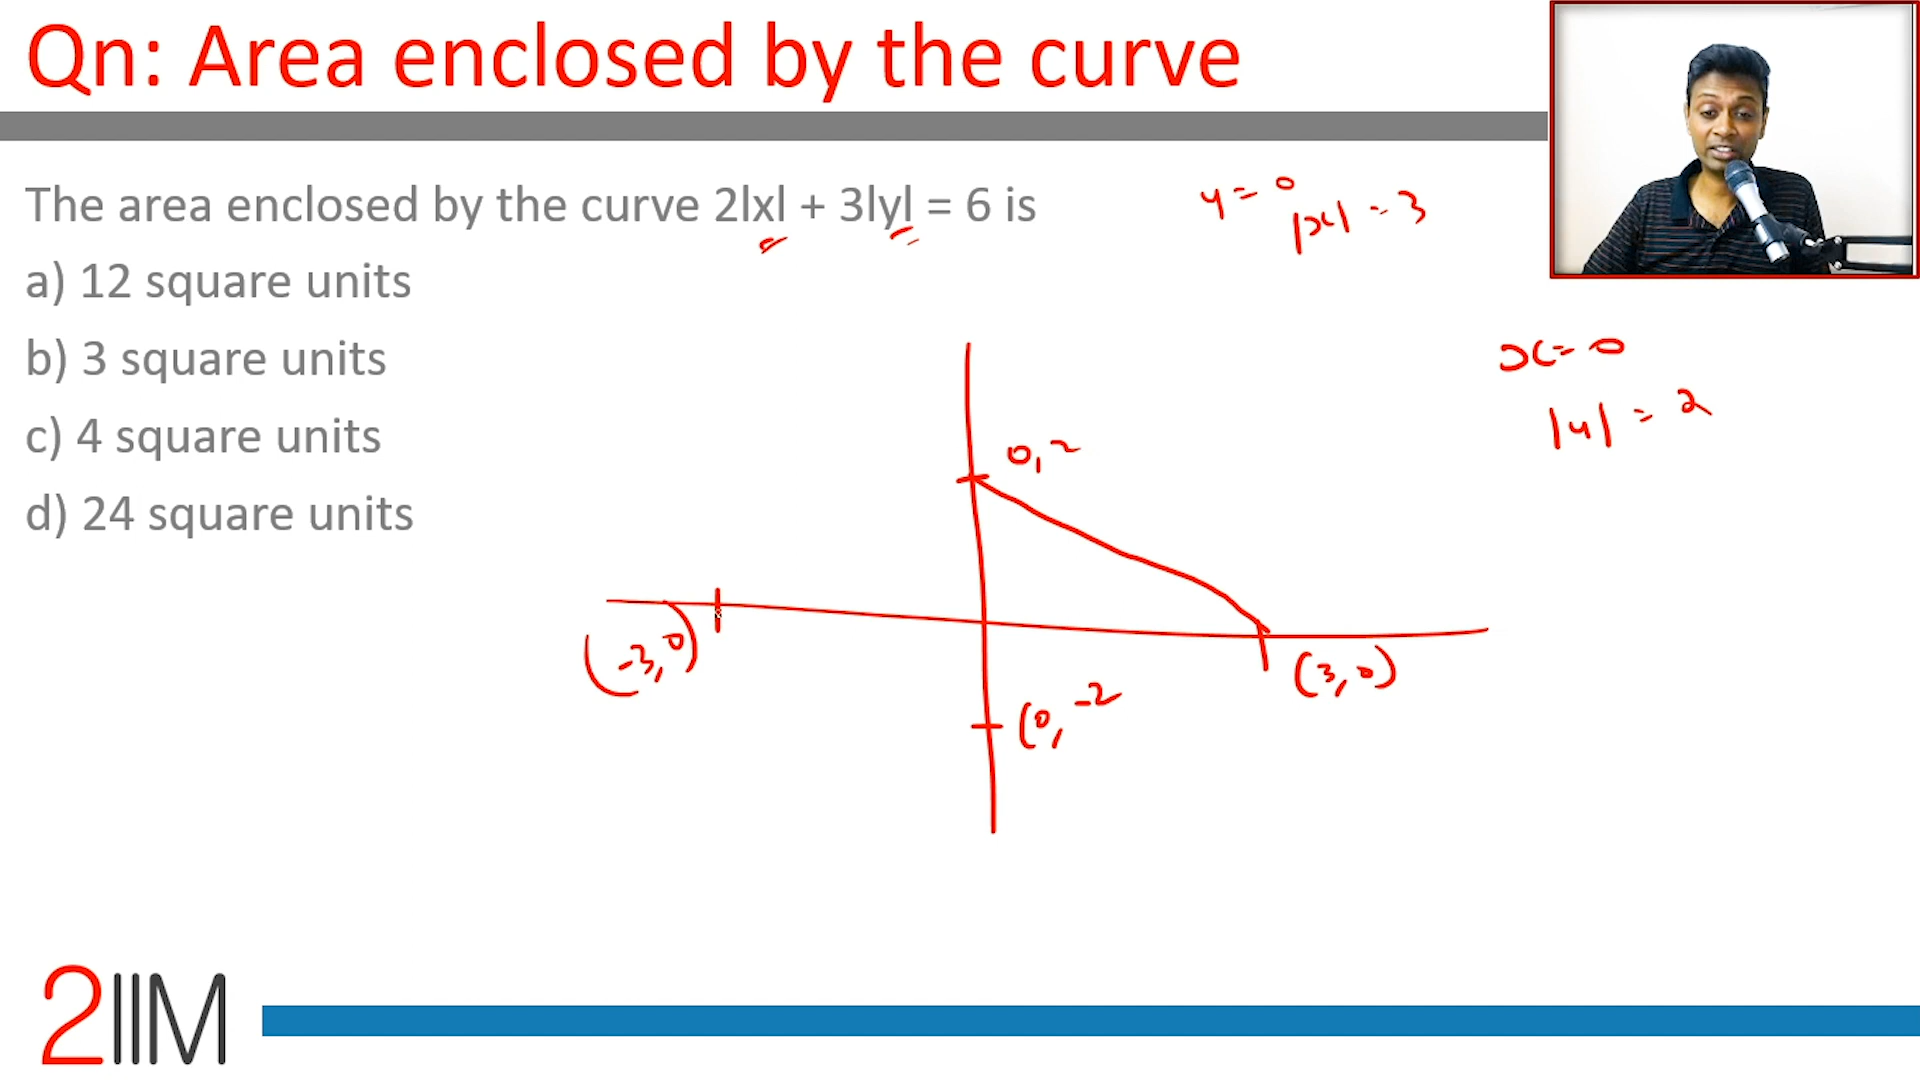 Qn: Area enclosed by the curve
The area enclosed by the curve 2lxl + 3lyl = 6 is
a) 12 square units
b) 3 square units
c) 4 square units
d) 24 square units
y = 0
|x| = 3
x = 0
|y| = 2
0, 2
(-3, 0)
(3, 0)
(0, -2
2IIM